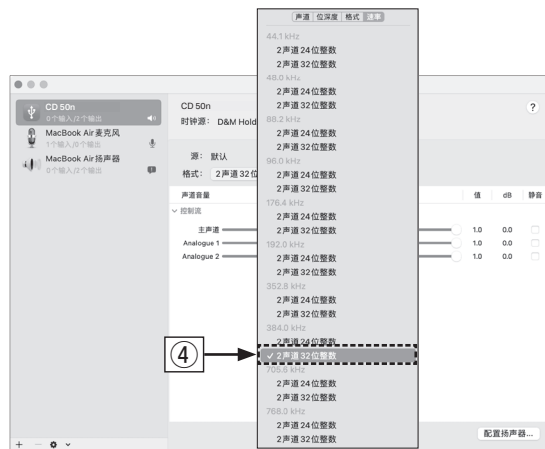 声道 位深度 格式 速率
44.1 kHz
2声道24位整数
2声道32位整数
48.0 kHz
2声道24位整数
2声道32位整数
88.2 kHz
2声道24位整数
2声道32位整数
96.0 kHz
2声道24位整数
2声道32位整数
176.4 kHz
2声道24位整数
2声道32位整数
192.0 kHz
2声道24位整数
2声道32位整数
352.8 kHz
2声道24位整数
2声道32位整数
384.0 kHz
2声道24位整数
✓ 2声道32位整数
705.6 kHz
2声道24位整数
2声道32位整数
768.0 kHz
2声道24位整数
2声道32位整数
④
CD 50n
0个输入/2个输出
MacBook Air麦克风
1个输入/0个输出
MacBook Air扬声器
0个输入/2个输出
CD 50n
?
时钟源： D&M Hold
源： 默认
格式： 2声道32位
声道音量 值 dB 静音
控制流
主声道 1.0 0.0
Analogue 1 1.0 0.0
Analogue 2 1.0 0.0
配置扬声器...